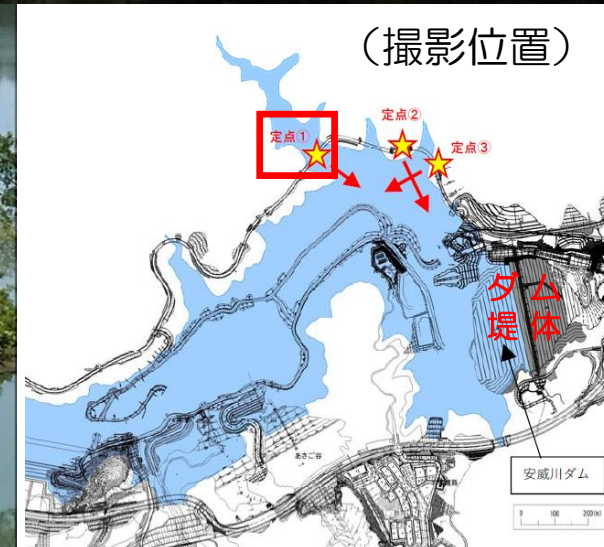 （撮影位置）
定点②
定点①
定点③
ダム
堤体
あさご谷
安威川ダム
0 100 200(m)